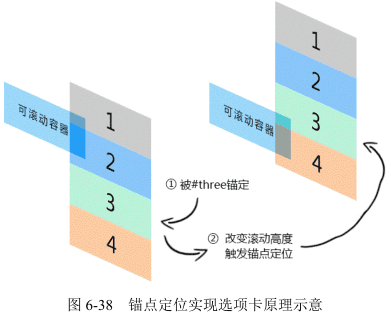 1
2
3
4
可滚动容器
1
2
3
4
可滚动容器
① 被#three锚定
② 改变滚动高度
触发锚点定位
图 6-38 锚点定位实现选项卡原理示意